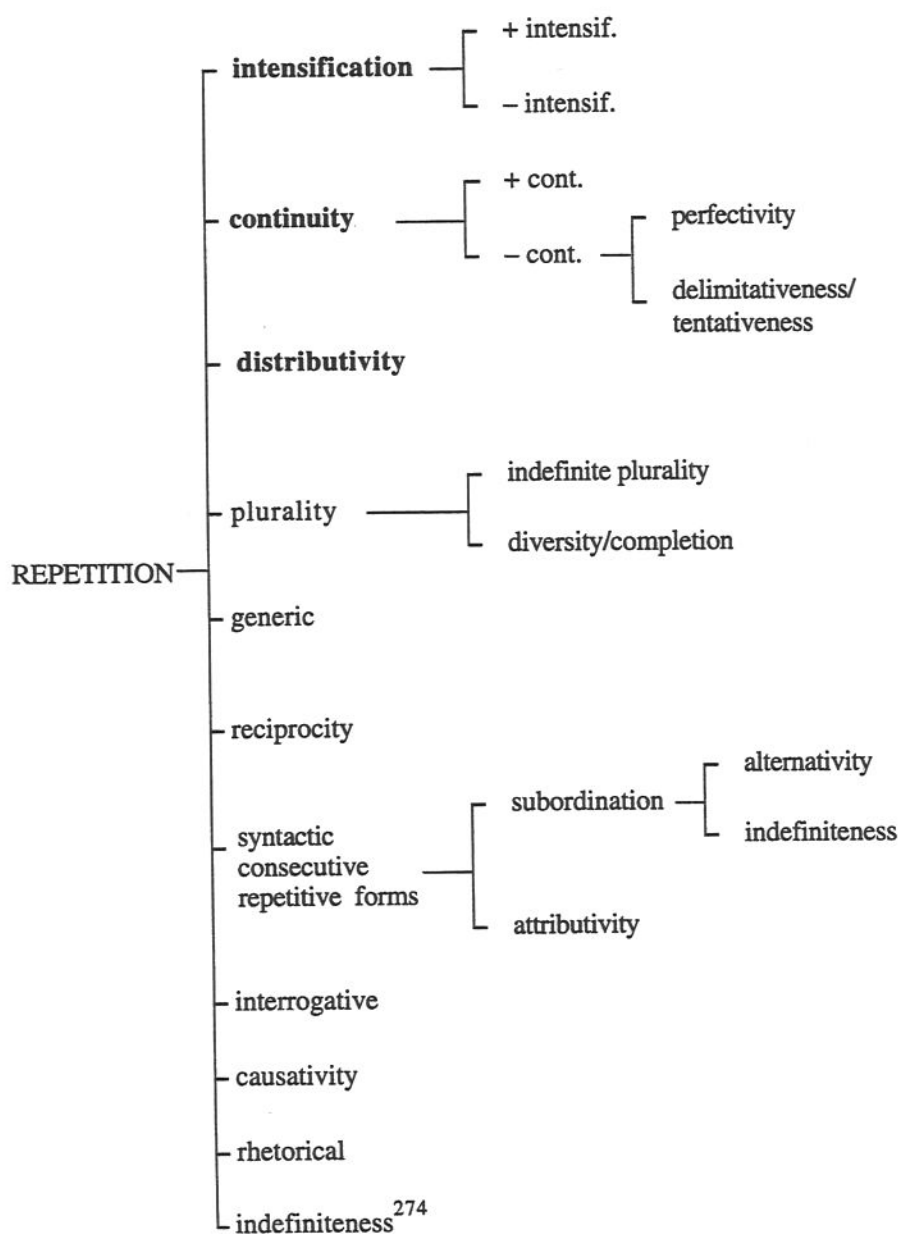 + intensif.
intensification
– intensif.
+ cont.
continuity
perfectivity
– cont.
delimitativeness/
tentativeness
distributivity
indefinite plurality
plurality
diversity/completion
REPETITION
generic
reciprocity
alternativity
subordination
indefiniteness
syntactic
consecutive
repetitive forms
attributivity
interrogative
causativity
rhetorical
indefiniteness274